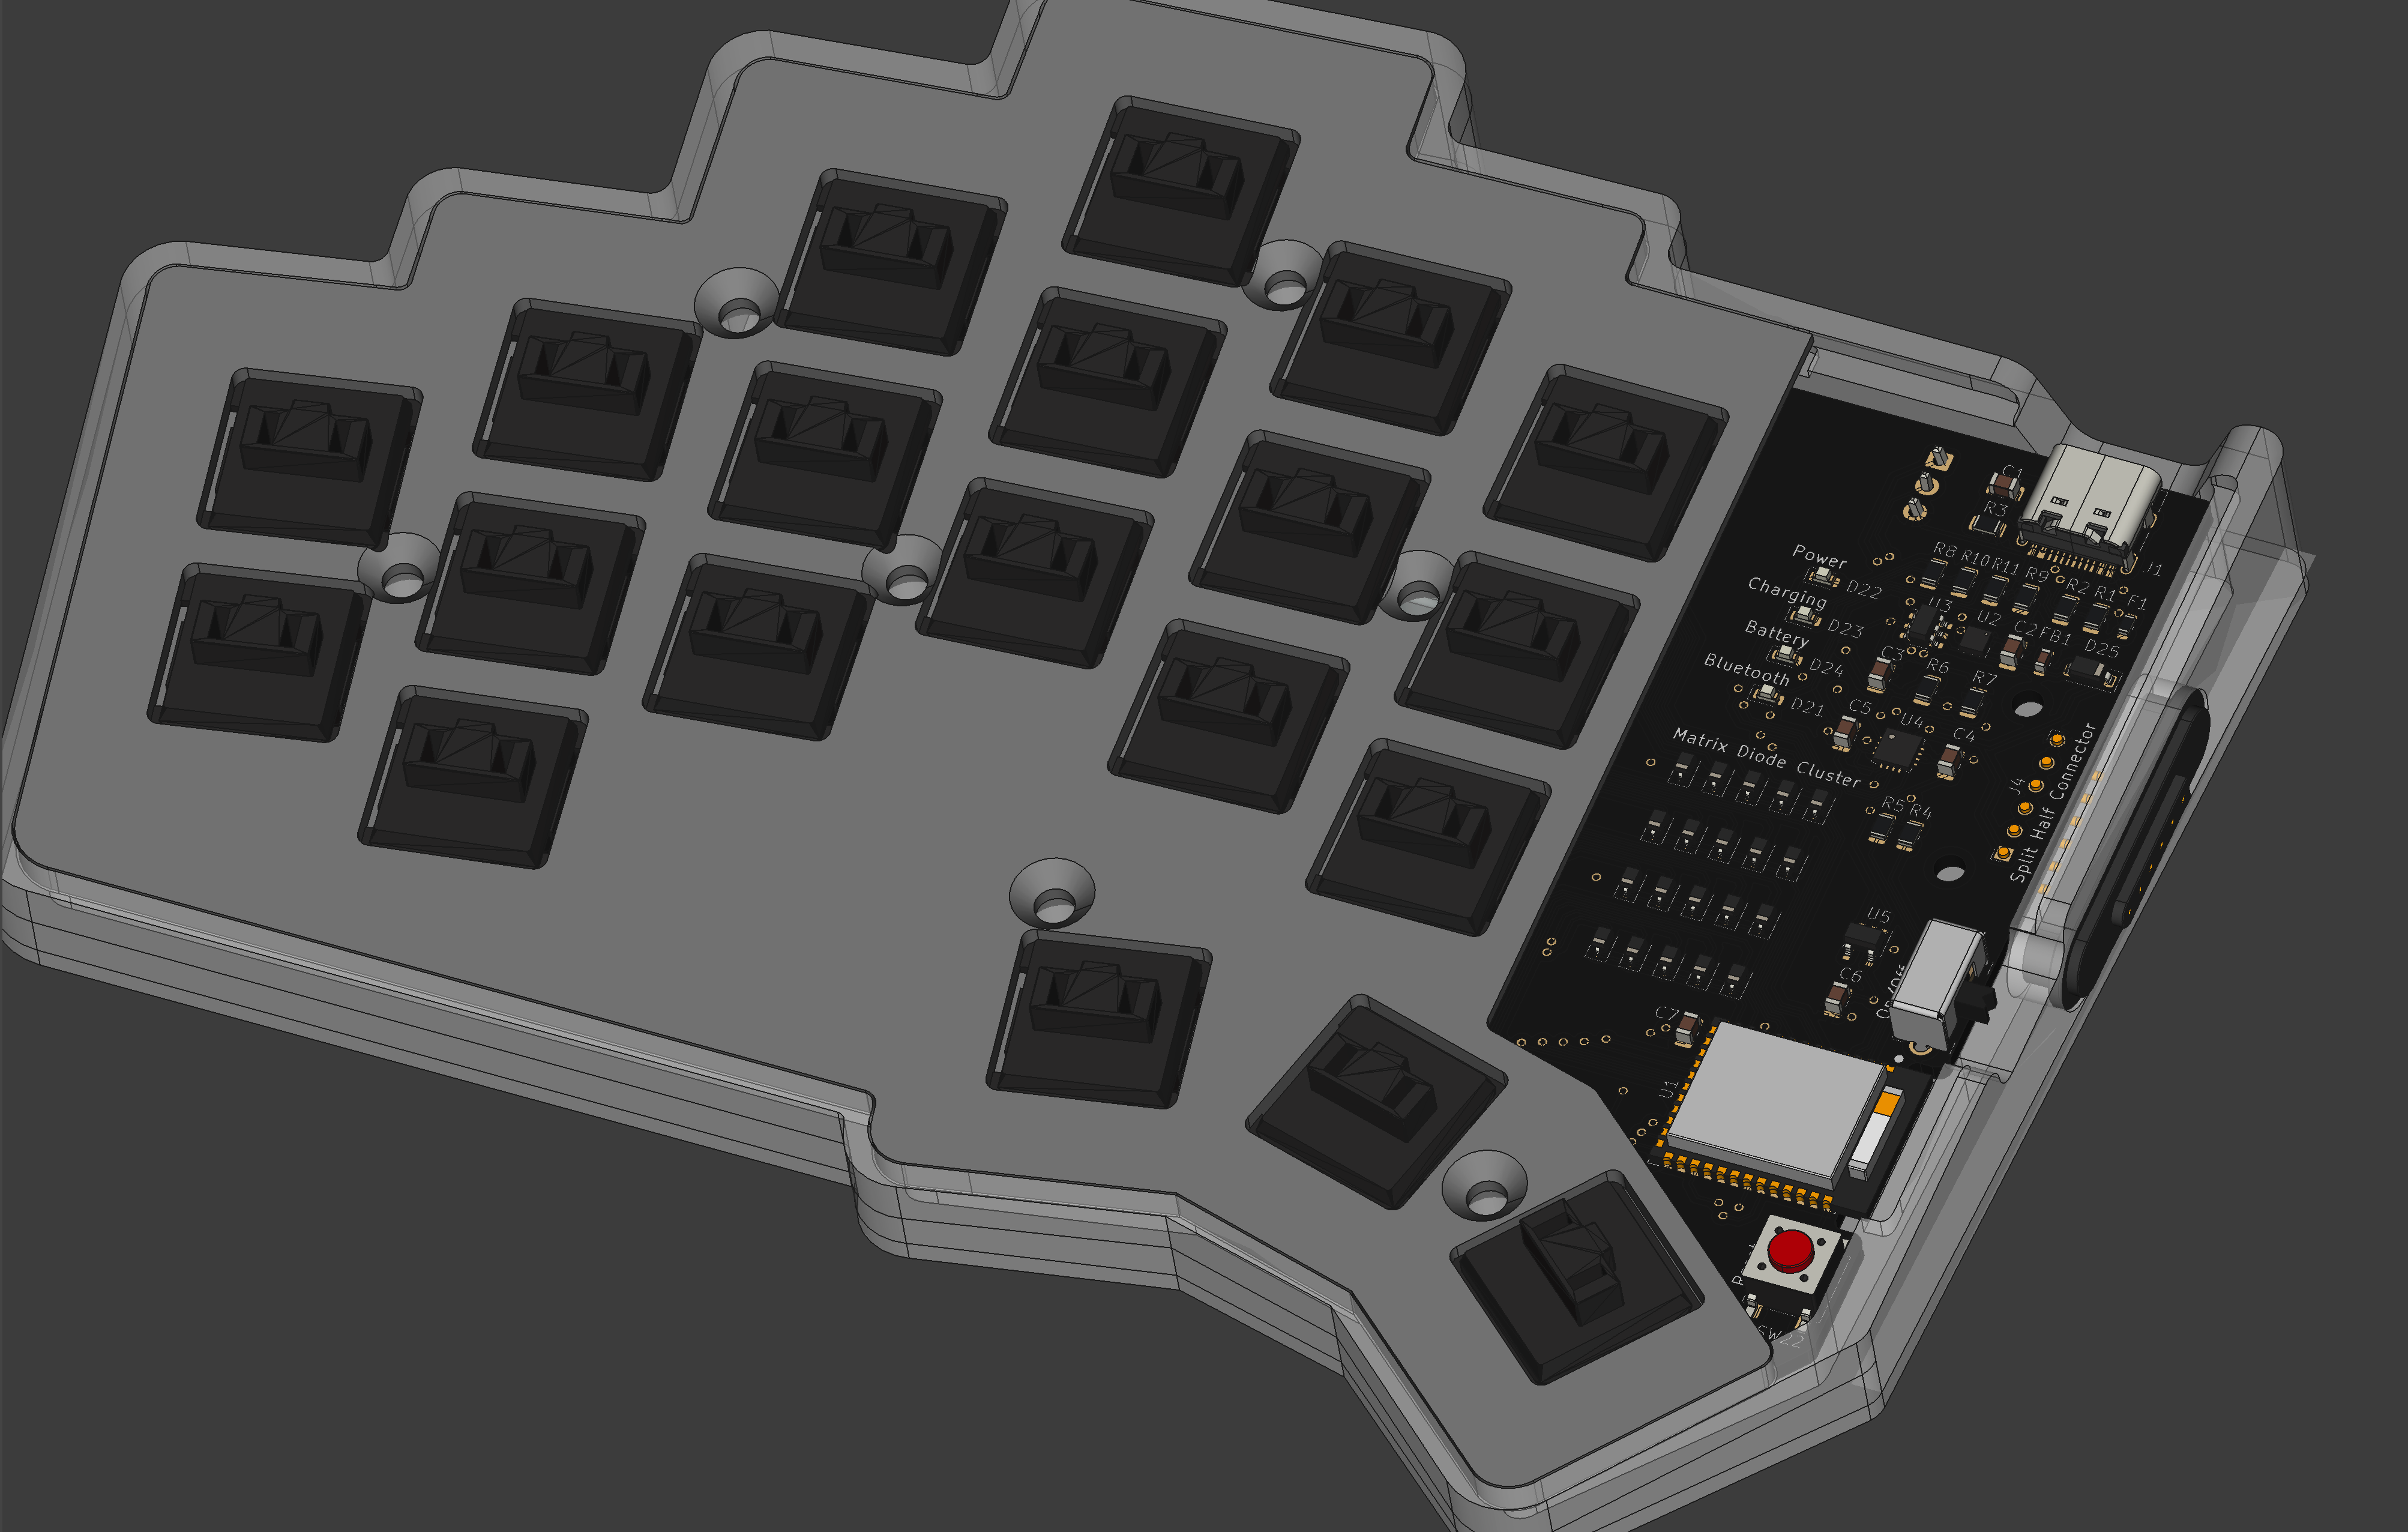 C1
R3
J1
R8 R10 R11 R9 R2 R1 F1
Power
D22
Charging
D23
Battery
D24
Bluetooth
D21
U3
U2
C2 FB1 D25
C3
R6
R7
C5
U4
C4
Matrix Diode Cluster
R5 R4
J4
Split Half Connector
U5
C6
C7
U1
SW22